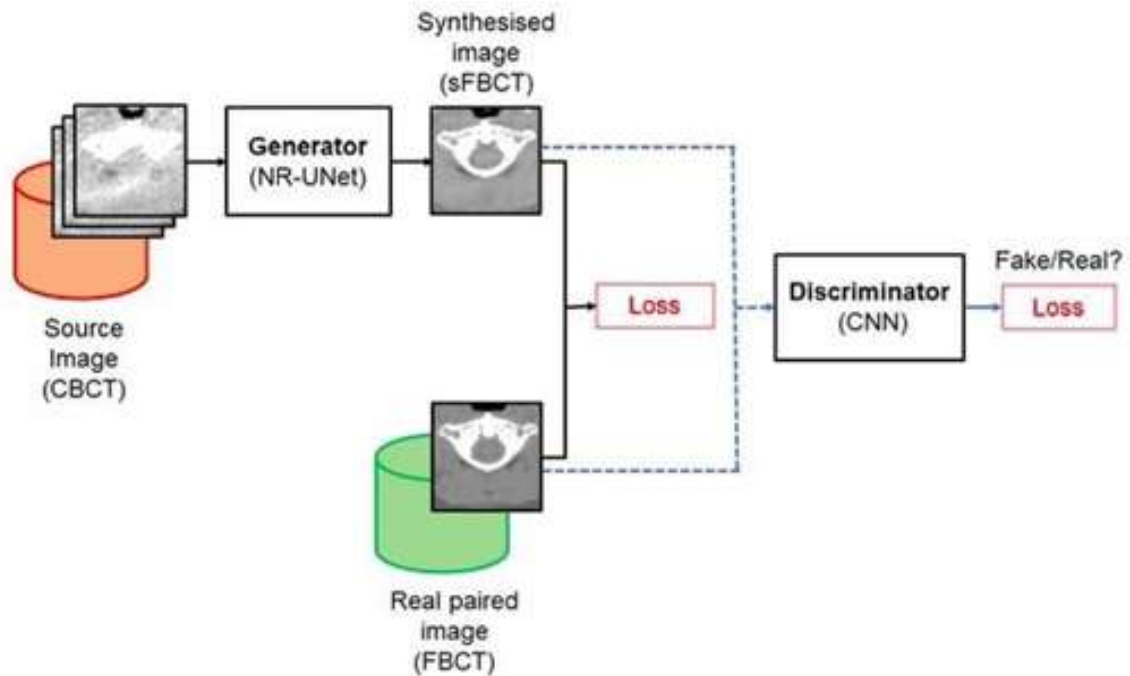 Synthesised
image
(sFBCT)
Generator
(NR-UNet)
Source
Image
(CBCT)
Loss
Discriminator
(CNN)
Fake/Real?
Loss
Real paired
image
(FBCT)